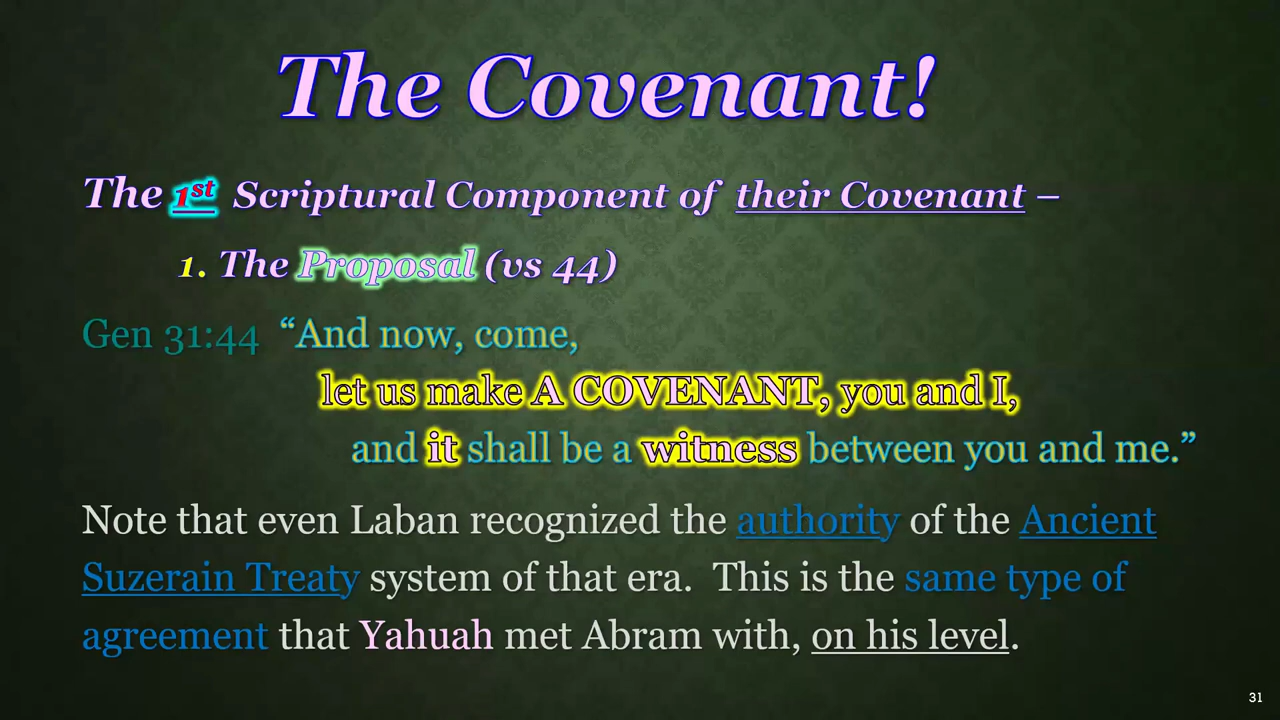 The Covenant!
The 1st Scriptural Component of their Covenant –
1. The Proposal (vs 44)
Gen 31:44 “And now, come,
let us make A COVENANT, you and I,
and it shall be a witness between you and me.”
Note that even Laban recognized the authority of the Ancient
Suzerain Treaty system of that era. This is the same type of
agreement that Yahuah met Abram with, on his level.
31